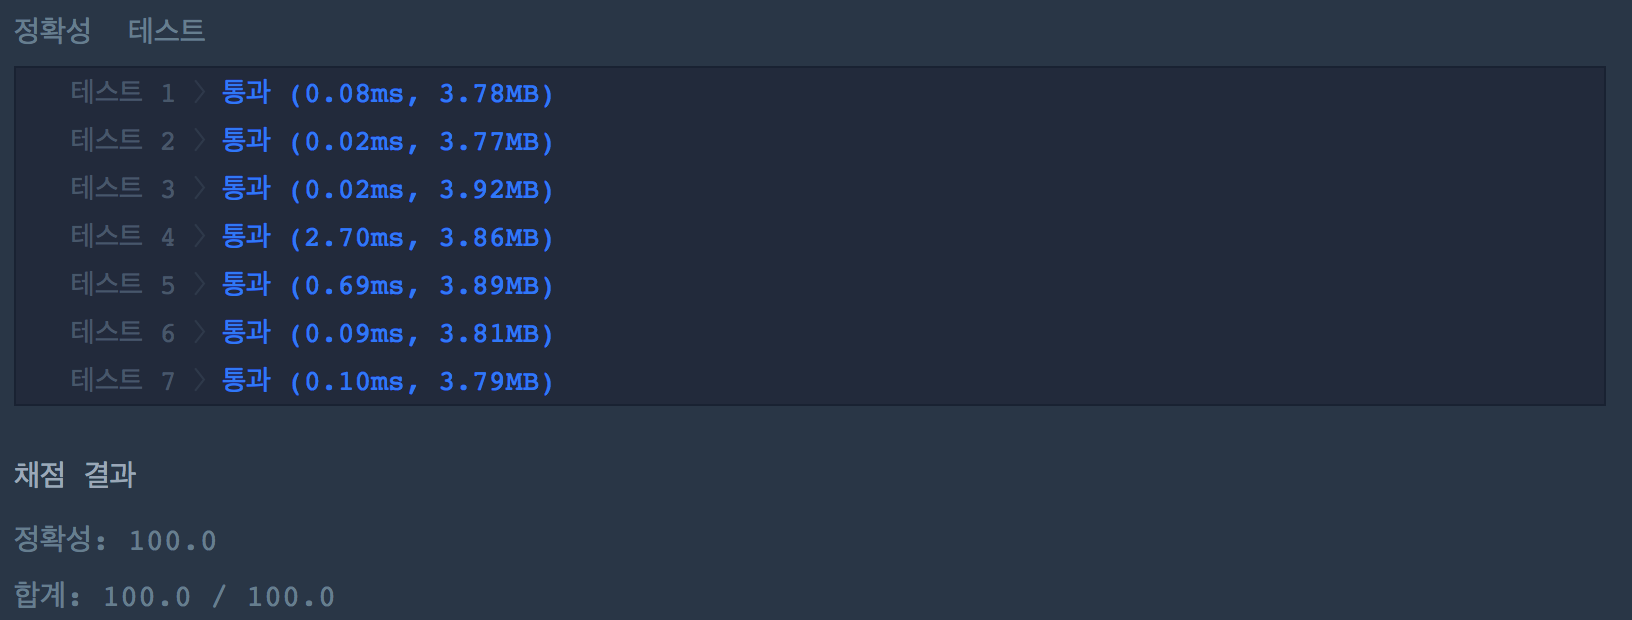 정확성 테스트
테스트 1 〉 통과 (0.08ms, 3.78MB)
테스트 2 〉 통과 (0.02ms, 3.77MB)
테스트 3 〉 통과 (0.02ms, 3.92MB)
테스트 4 〉 통과 (2.70ms, 3.86MB)
테스트 5 〉 통과 (0.69ms, 3.89MB)
테스트 6 〉 통과 (0.09ms, 3.81MB)
테스트 7 〉 통과 (0.10ms, 3.79MB)
채점 결과
정확성: 100.0
합계: 100.0 / 100.0